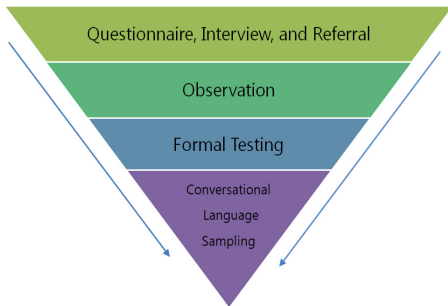 Questionnaire, Interview, and Referral
Observation
Formal Testing
Conversational
Language
Sampling